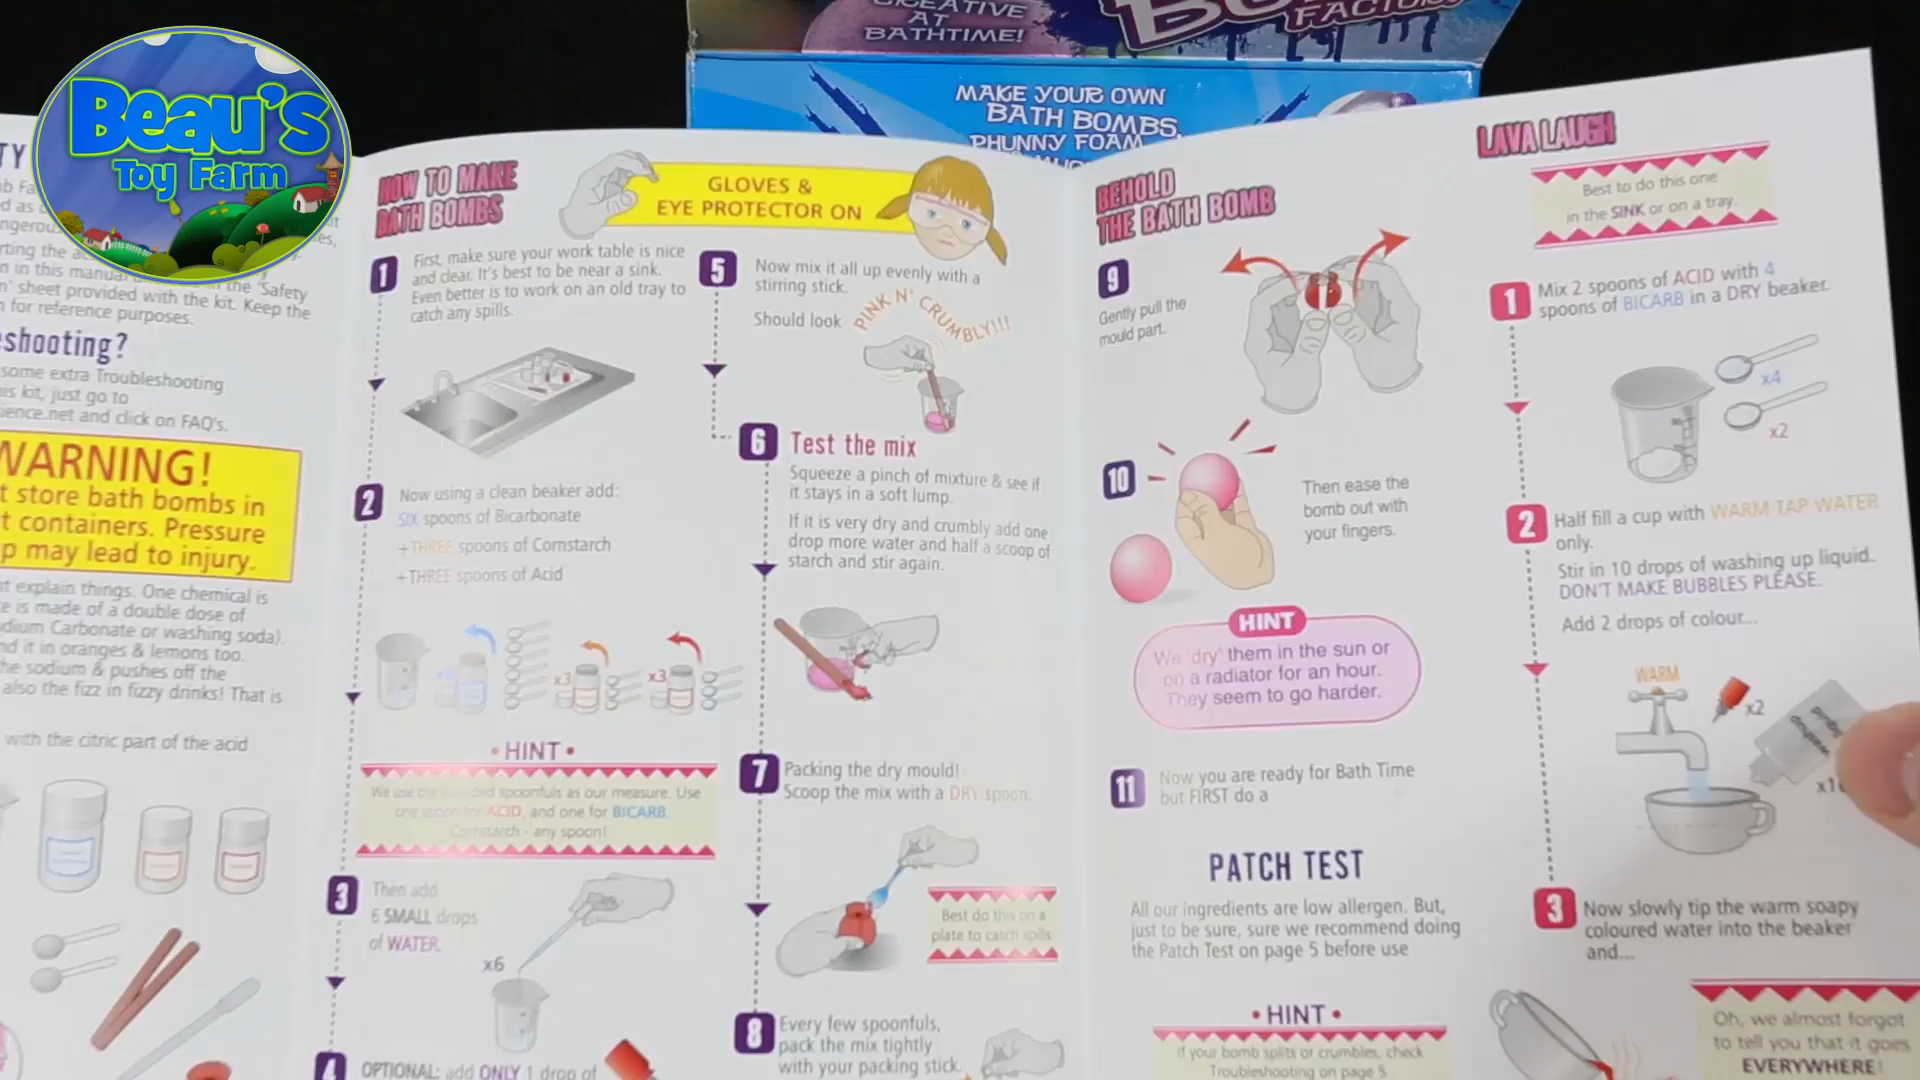 CREATIVE
AT
BATHTIME!
FACTORY
MAKE YOUR OWN
BATH BOMBS
PHUNNY FOAM
Beau's
Toy Farm
the 'Safety
sheet provided with the kit. Keep the
for reference purposes.
shooting?
some extra Troubleshooting
kit, just go to
ience.net and click on FAQ's.
WARNING!
t store bath bombs in
t containers. Pressure
p may lead to injury.
t explain things. One chemical is
e is made of a double dose of
dium Carbonate or washing soda).
nd it in oranges & lemons too.
he sodium & pushes off the
also the fizz in fizzy drinks! That is
with the citric part of the acid
HOW TO MAKE
BATH BOMBS
GLOVES &
EYE PROTECTOR ON
1 First, make sure your work table is nice
and clear. It's best to be near a sink.
Even better is to work on an old tray to
catch any spills.
2 Now using a clean beaker add:
SIX spoons of Bicarbonate
+THREE spoons of Cornstarch
+THREE spoons of Acid
x3
x3
• HINT •
We use the rounded spoonfuls as our measure. Use
one spoon for ACID, and one for BICARB.
Cornstarch - any spoon!
3 Then add
6 SMALL drops
of WATER.
x6
4 OPTIONAL: add ONLY 1 drop of
5 Now mix it all up evenly with a
stirring stick.
Should look
PINK N' CRUMBLY!!!
6 Test the mix
Squeeze a pinch of mixture & see if
it stays in a soft lump.
If it is very dry and crumbly add one
drop more water and half a scoop of
starch and stir again.
7 Packing the dry mould!
Scoop the mix with a DRY spoon.
Best do this on a
plate to catch spills.
8 Every few spoonfuls,
pack the mix tightly
with your packing stick.
BEHOLD
THE BATH BOMB
9
Gently pull the
mould part.
10 Then ease the
bomb out with
your fingers.
HINT
We 'dry' them in the sun or
on a radiator for an hour.
They seem to go harder.
11 Now you are ready for Bath Time
but FIRST do a
PATCH TEST
All our ingredients are low allergen. But,
just to be sure, sure we recommend doing
the Patch Test on page 5 before use
• HINT •
If your bomb splits or crumbles, check
Troubleshooting on page 5.
LAVA LAUGH
Best to do this one
in the SINK or on a tray.
1 Mix 2 spoons of ACID with 4
spoons of BICARB in a DRY beaker.
x4
x2
2 Half fill a cup with WARM TAP WATER
only.
Stir in 10 drops of washing up liquid.
DON'T MAKE BUBBLES PLEASE.
Add 2 drops of colour...
WARM
x2
3 Now slowly tip the warm soapy
coloured water into the beaker
and...
Oh, we almost forgot
to tell you that it goes
EVERYWHERE!